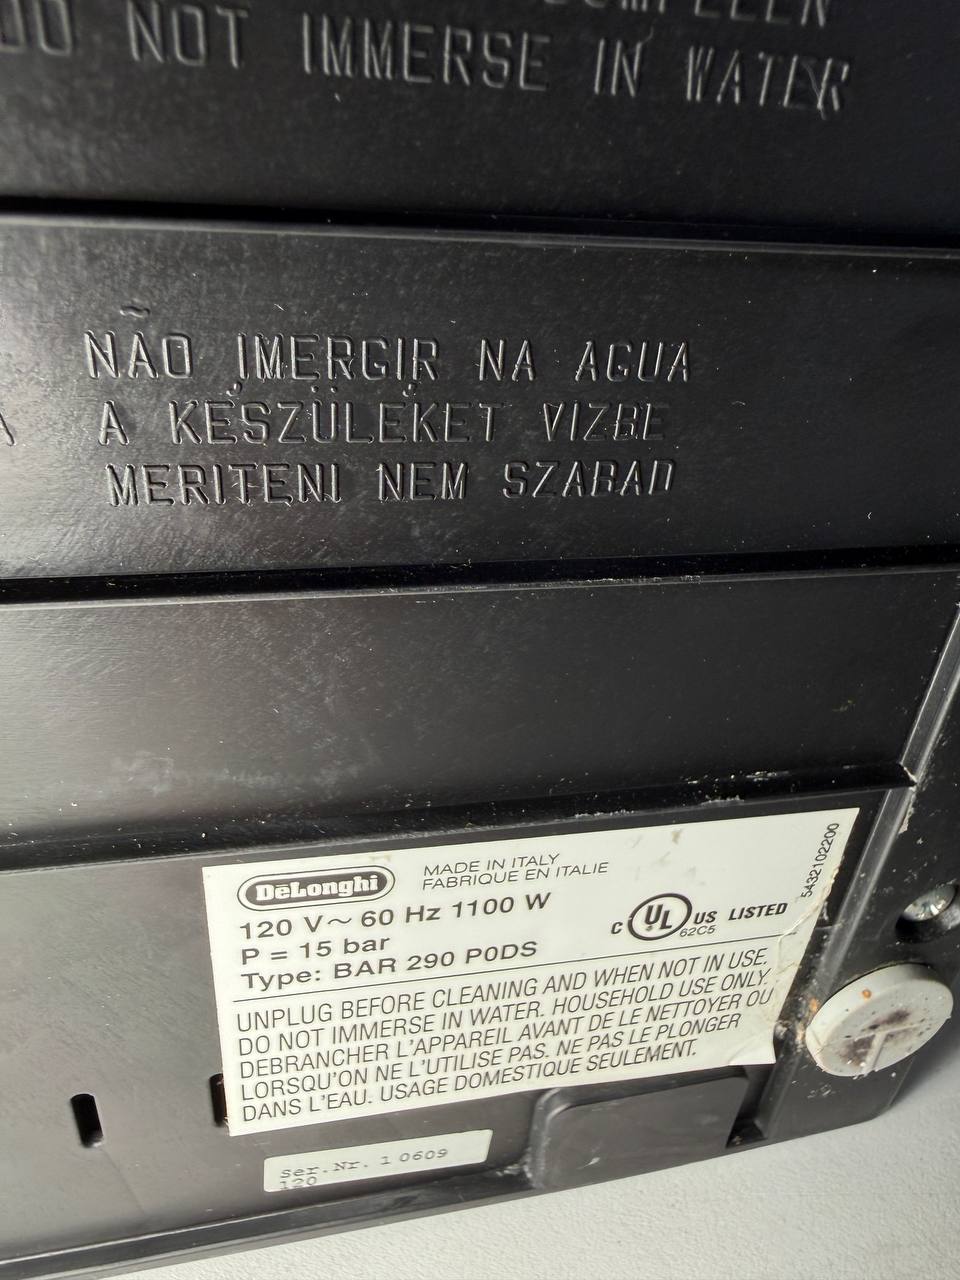 DO NOT IMMERSE IN WATER
NÃO IMERGIR NA AGUA
A KÉSZÜLÉKET VIZBE
MERITENI NEM SZABAD
DeLonghi
MADE IN ITALY
FABRIQUE EN ITALIE
120 V~ 60 Hz 1100 W
P = 15 bar
Type: BAR 290 P0DS
C UL US LISTED
62C5
5432102200
UNPLUG BEFORE CLEANING AND WHEN NOT IN USE.
DO NOT IMMERSE IN WATER. HOUSEHOLD USE ONLY.
DEBRANCHER L'APPAREIL AVANT DE LE NETTOYER OU
LORSQU'ON NE L'UTILISE PAS. NE PAS LE PLONGER
DANS L'EAU. USAGE DOMESTIQUE SEULEMENT.
Ser.Nr. 1 0609
120